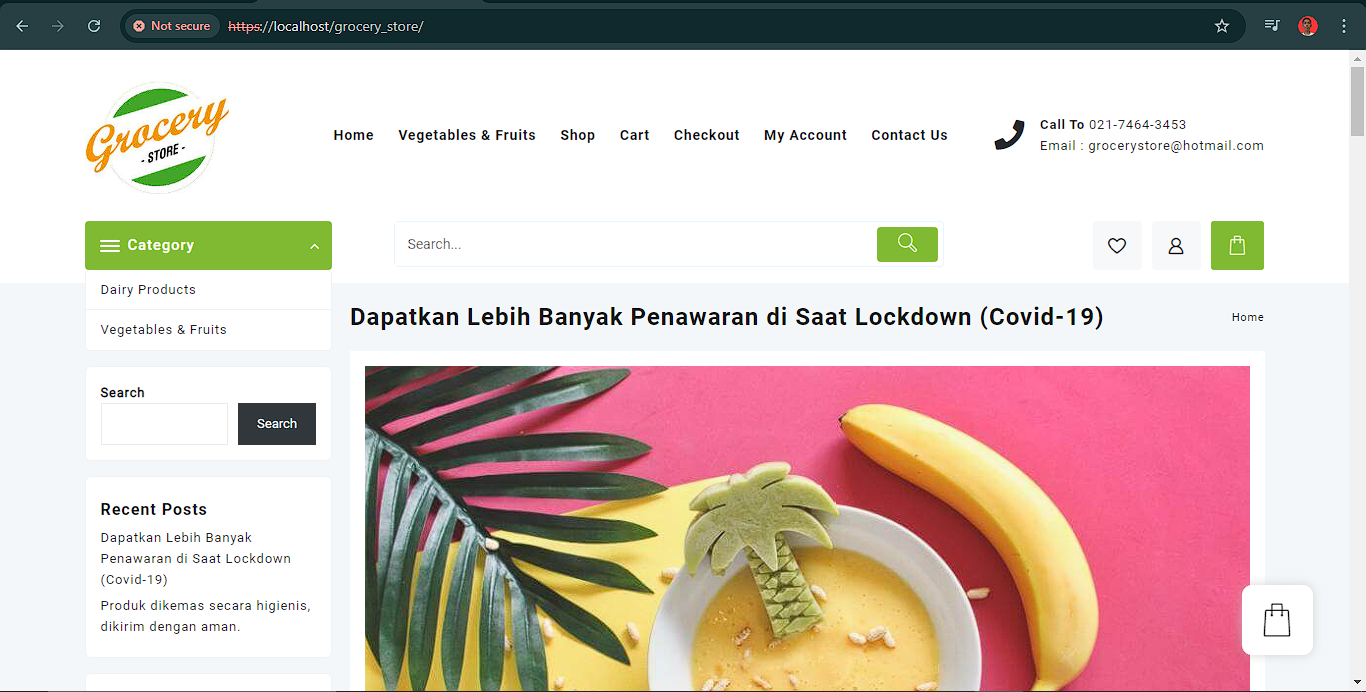 Not secure https://localhost/grocery_store/
Grocery
- STORE -
Home Vegetables & Fruits Shop Cart Checkout My Account Contact Us
Call To 021-7464-3453
Email : grocerystore@hotmail.com
Category
Search...
Dairy Products
Vegetables & Fruits
Search
Search
Recent Posts
Dapatkan Lebih Banyak
Penawaran di Saat Lockdown
(Covid-19)
Produk dikemas secara higienis,
dikirim dengan aman.
Dapatkan Lebih Banyak Penawaran di Saat Lockdown (Covid-19)
Home